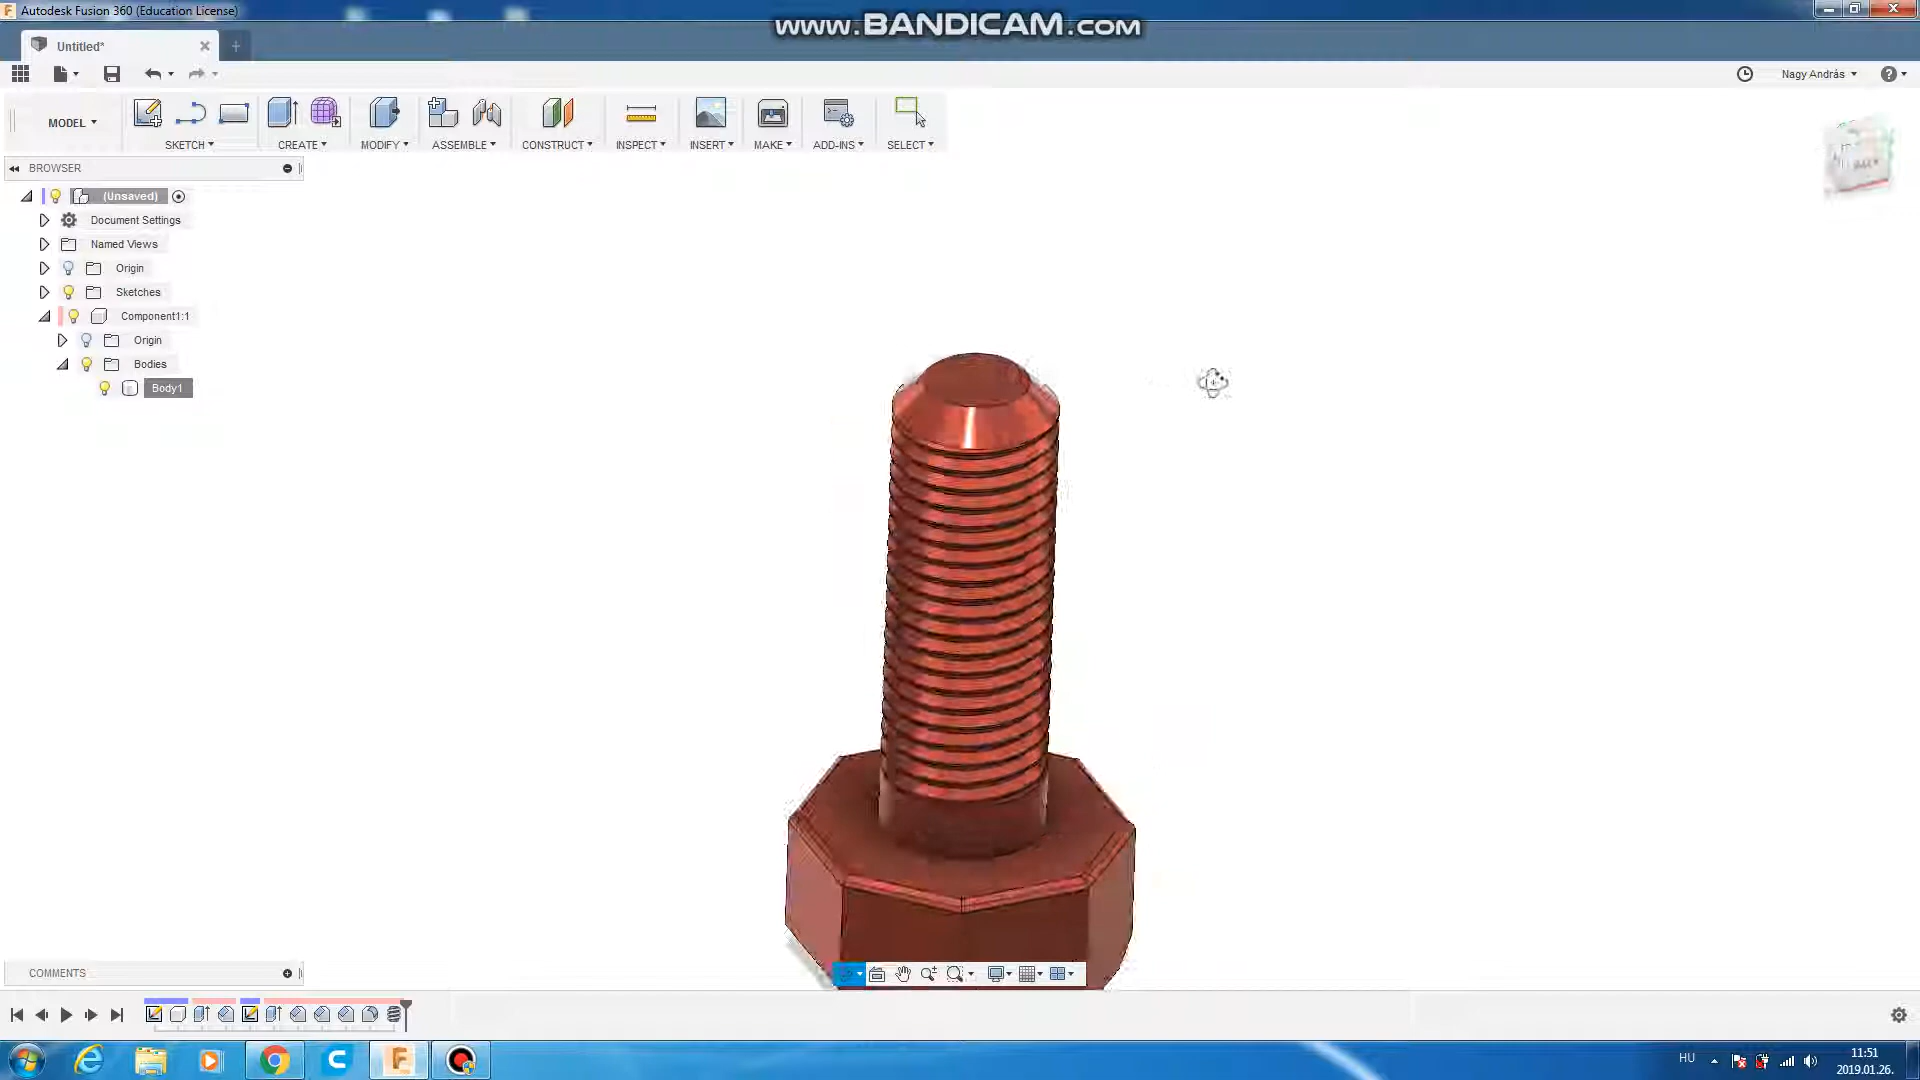 Autodesk Fusion 360 (Education License)
www.BANDICAM.com
Untitled*
Nagy András
MODEL
SKETCH
CREATE
MODIFY
ASSEMBLE
CONSTRUCT
INSPECT
INSERT
MAKE
ADD-INS
SELECT
BROWSER
(Unsaved)
Document Settings
Named Views
Origin
Sketches
Component1:1
Origin
Bodies
Body1
COMMENTS
HU
11:51
2019.01.26.